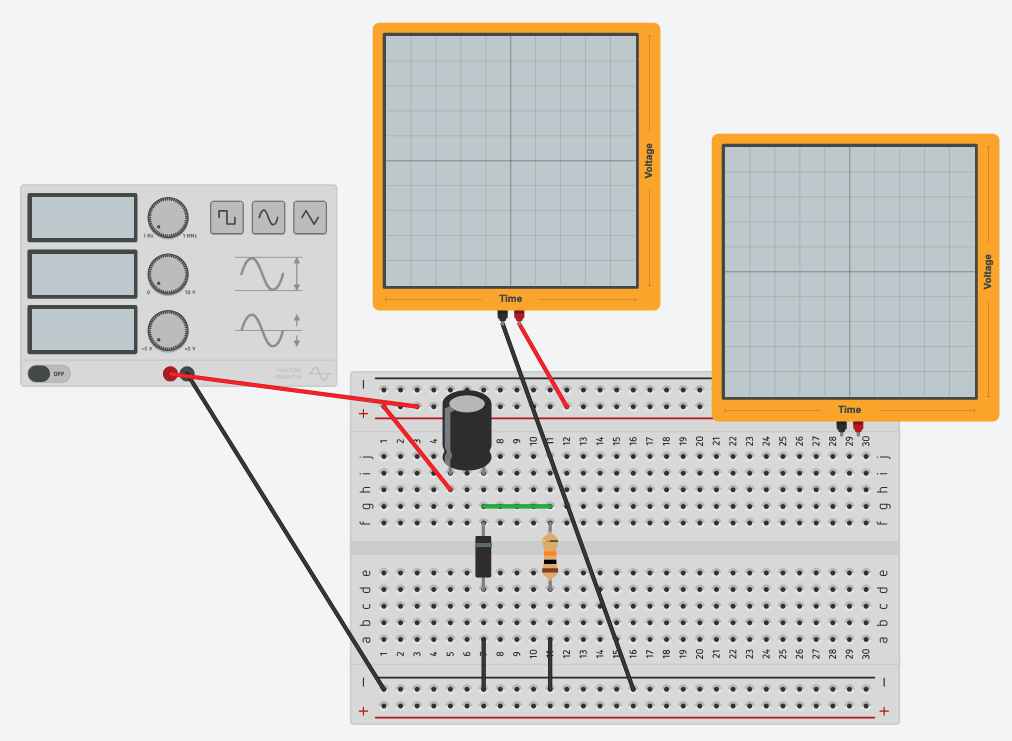 Voltage
Time
1 Hz
1 MHz
0
10 V
-5 V
+5 V
OFF
FUNCTION
GENERATOR
Voltage
Time
−
+
1 2 3 4 8 9 10 11 12 13 14 15 16 17 18 19 20 21 22 23 24 25 26 27 28 29 30
j j
i i
h h
g g
f f
e e
d d
c c
b b
a a
1 2 3 4 5 6 7 8 9 10 11 12 13 14 15 16 17 18 19 20 21 22 23 24 25 26 27 28 29 30
− −
+ +